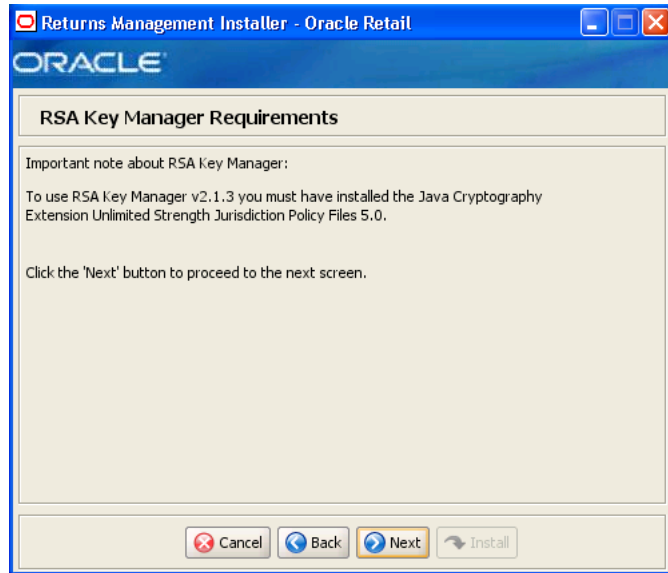 Returns Management Installer - Oracle Retail
ORACLE
RSA Key Manager Requirements
Important note about RSA Key Manager:
To use RSA Key Manager v2.1.3 you must have installed the Java Cryptography
Extension Unlimited Strength Jurisdiction Policy Files 5.0.
Click the 'Next' button to proceed to the next screen.
Cancel Back Next Install